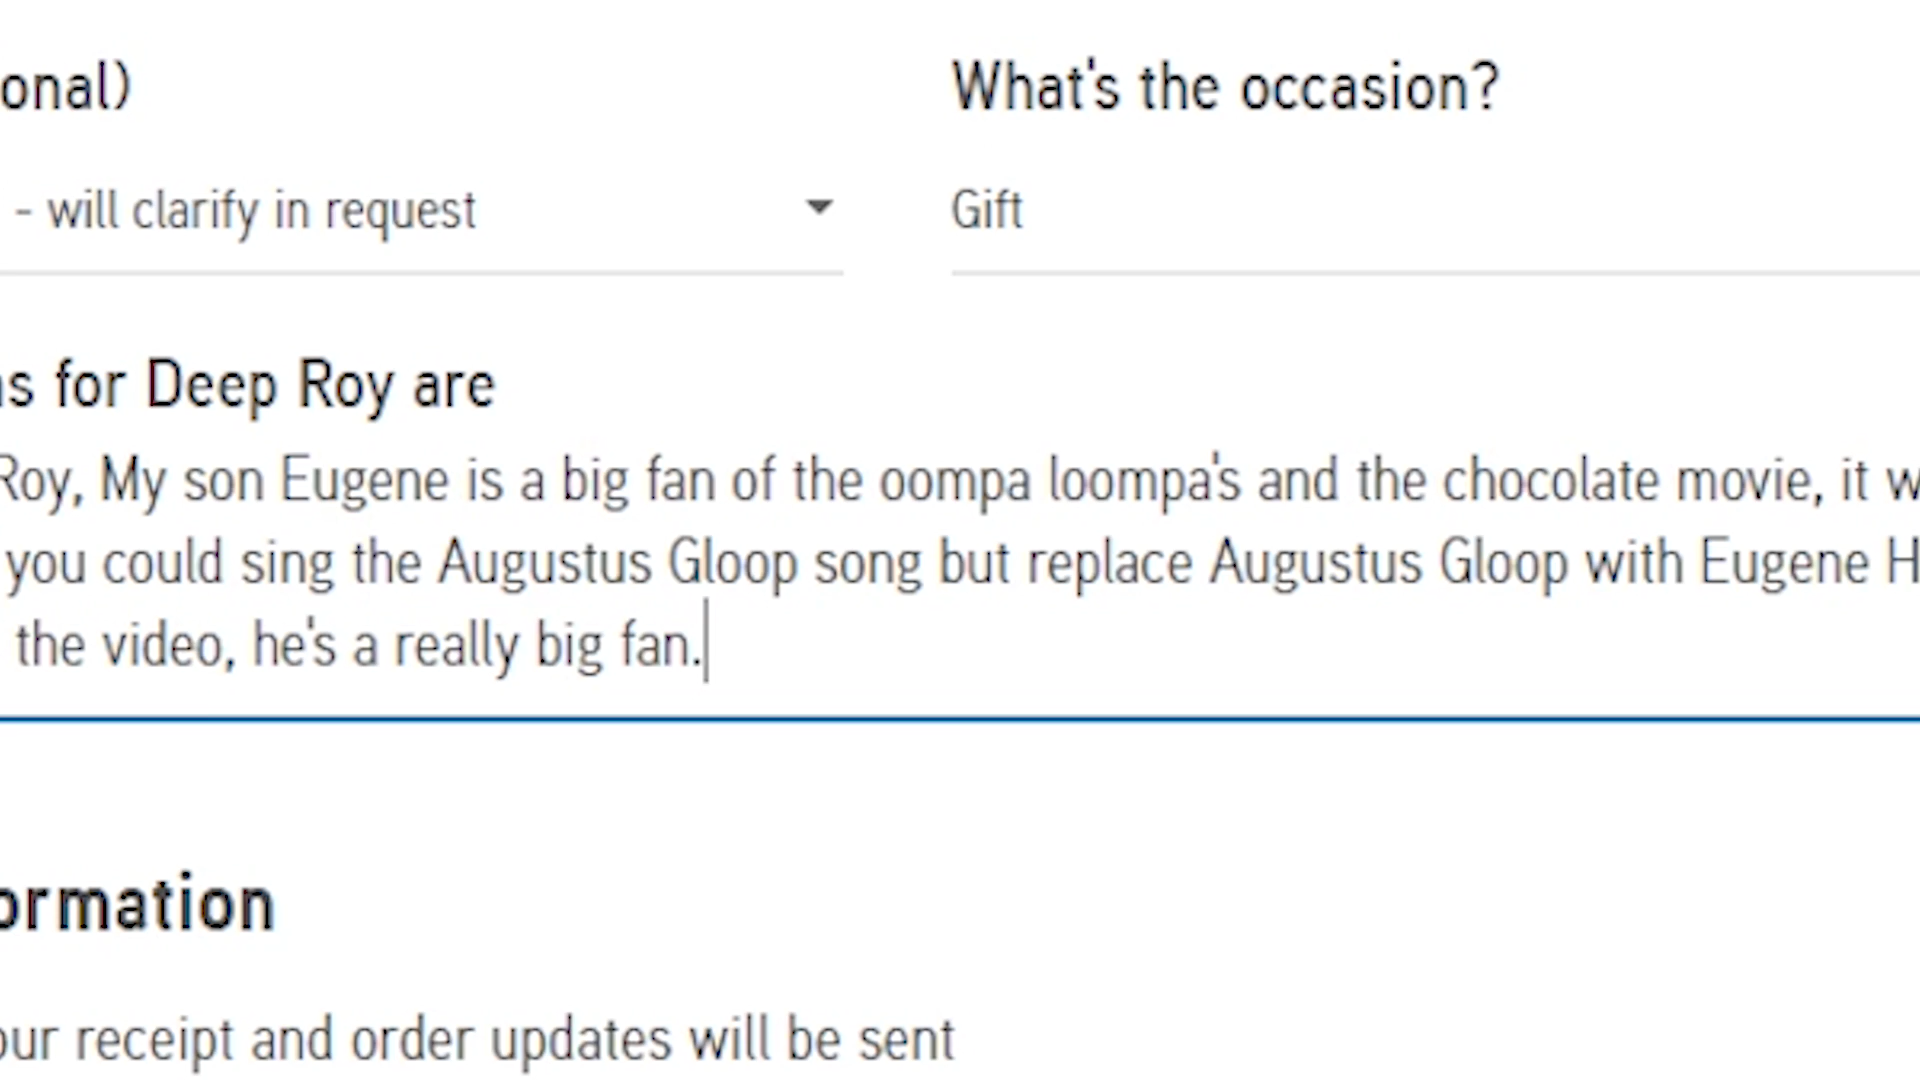 onal)
What's the occasion?
- will clarify in request
Gift
ns for Deep Roy are
Roy, My son Eugene is a big fan of the oompa loompa's and the chocolate movie, it w
you could sing the Augustus Gloop song but replace Augustus Gloop with Eugene H
the video, he's a really big fan.
ormation
our receipt and order updates will be sent